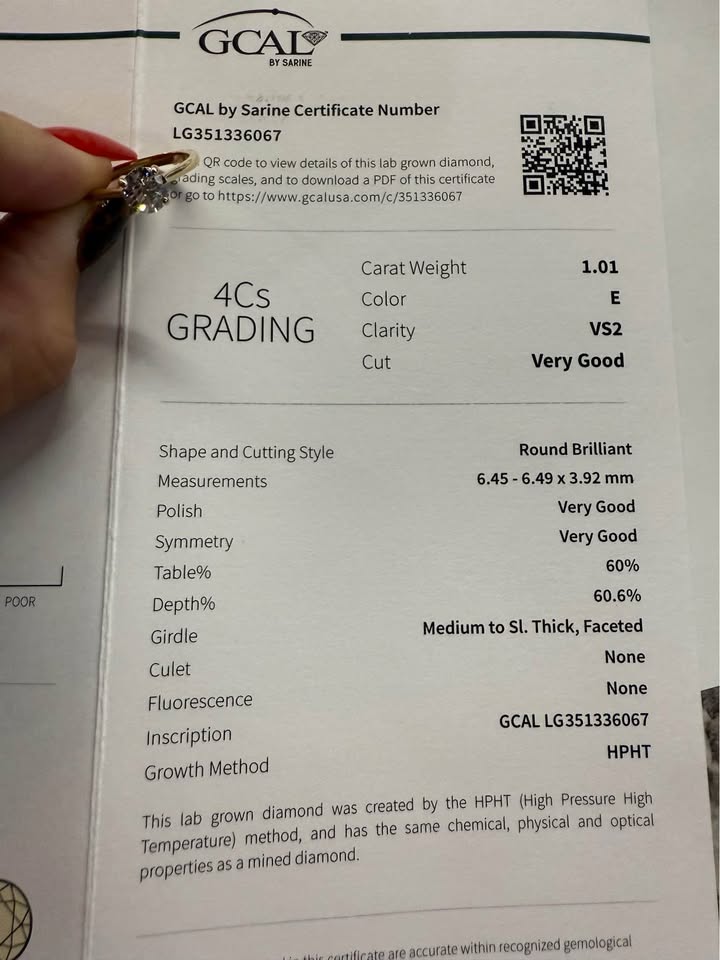 GCAL
BY SARINE
GCAL by Sarine Certificate Number
LG351336067
QR code to view details of this lab grown diamond,
grading scales, and to download a PDF of this certificate
or go to https://www.gcalusa.com/c/351336067
4Cs
GRADING
Carat Weight 1.01
Color E
Clarity VS2
Cut Very Good
Shape and Cutting Style Round Brilliant
Measurements 6.45 - 6.49 x 3.92 mm
Polish Very Good
Symmetry Very Good
Table% 60%
Depth% 60.6%
POOR
Girdle Medium to Sl. Thick, Faceted
Culet None
Fluorescence None
Inscription GCAL LG351336067
Growth Method HPHT
This lab grown diamond was created by the HPHT (High Pressure High
Temperature) method, and has the same chemical, physical and optical
properties as a mined diamond.
in this certificate are accurate within recognized gemological